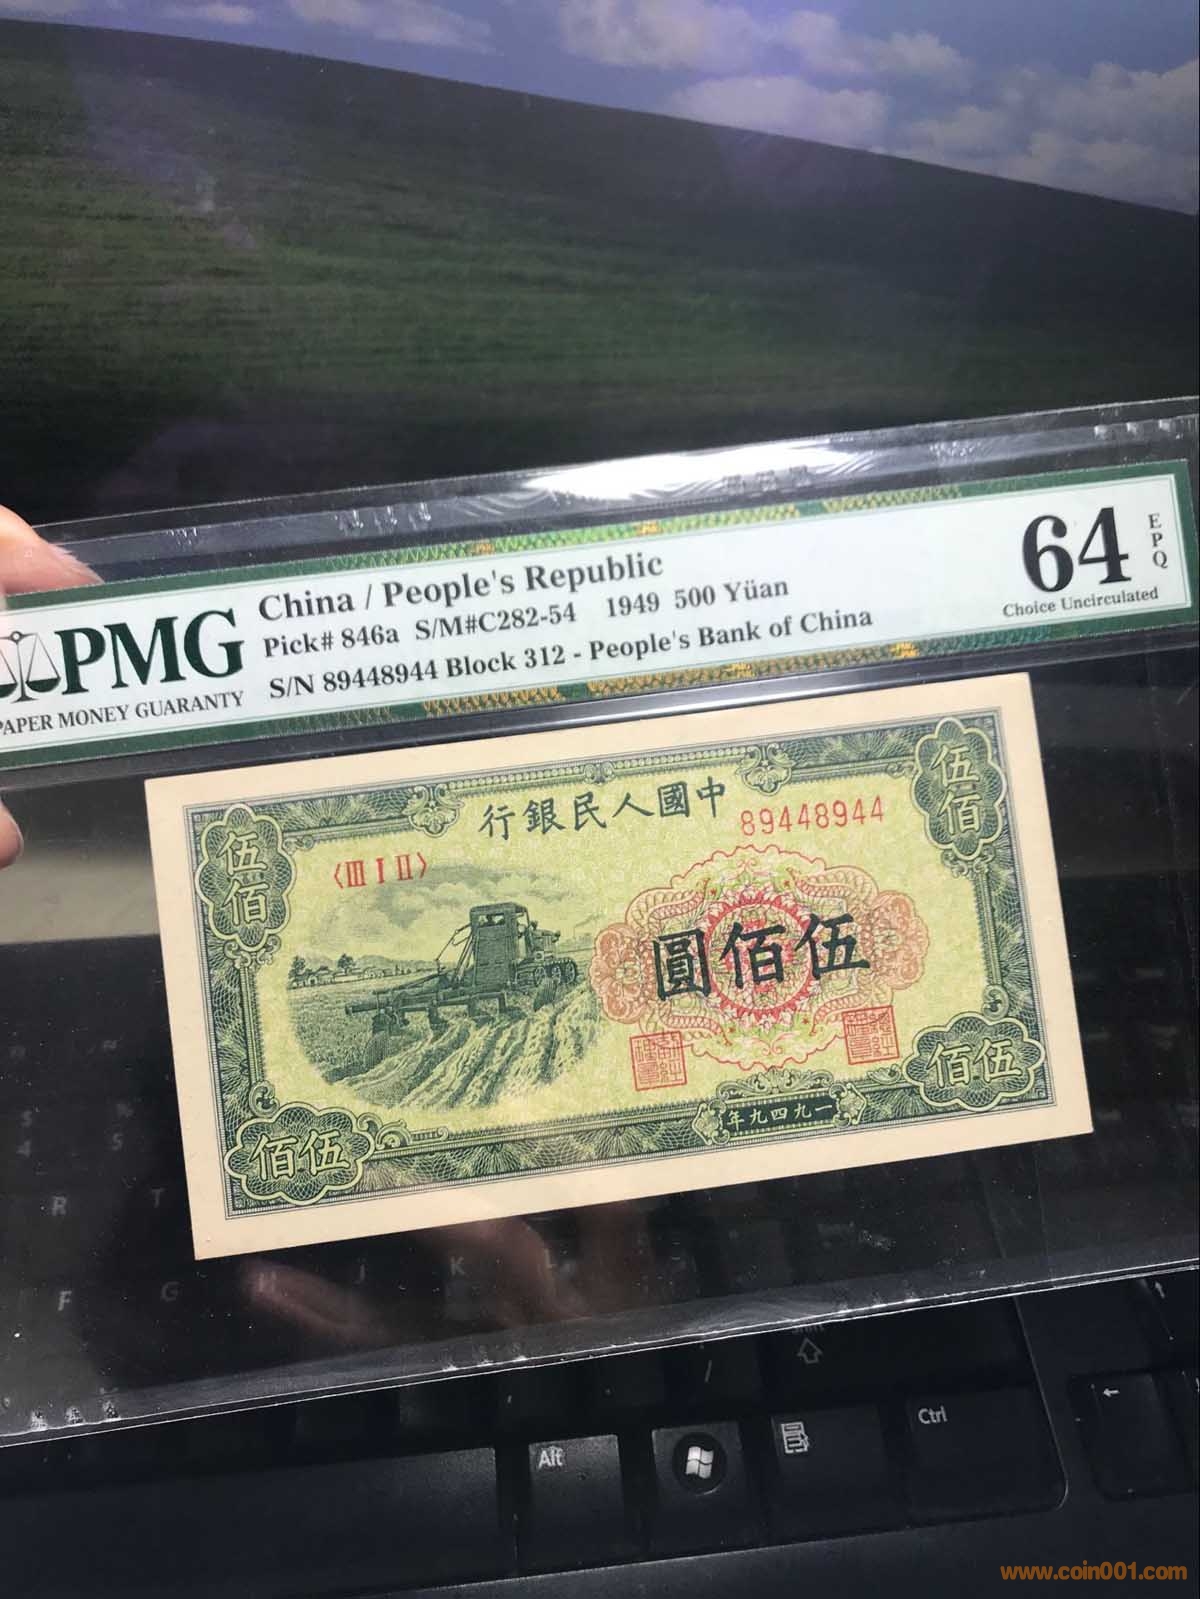 China / People's Republic
Pick# 846a S/M#C282-54 1949 500 Yüan
S/N 89448944 Block 312 - People's Bank of China
PMG
PAPER MONEY GUARANTY
64
EPQ
Choice Uncirculated
行銀民人國中
89448944
〈III I II〉
伍佰
伍佰
圓佰伍
年九四九一
佰伍
佰伍
R
T
F
G
H
J
K
L
Shift
Alt
Ctrl
www.coin001.com